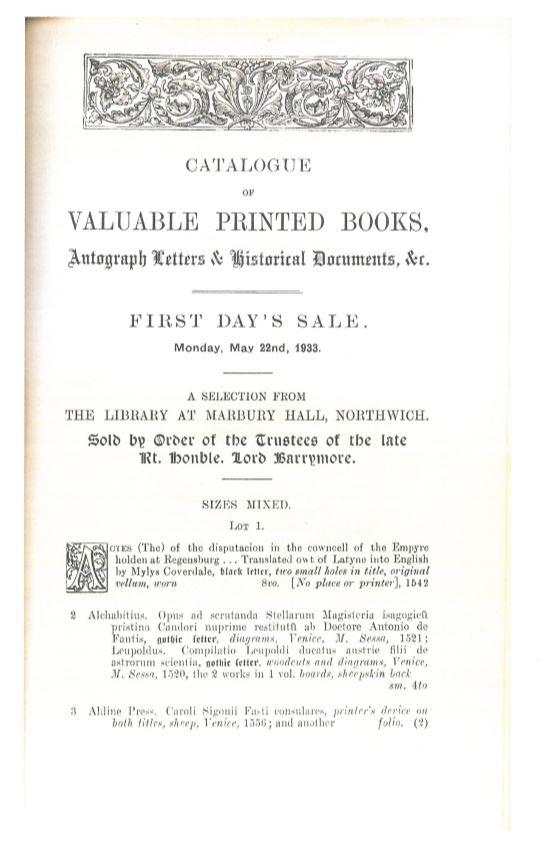 CATALOGUE
OF
VALUABLE PRINTED BOOKS,
Autograph Letters & Historical Documents, &c.
FIRST DAY'S SALE.
Monday, May 22nd, 1933.
A SELECTION FROM
THE LIBRARY AT MARBURY HALL, NORTHWICH.
Sold by Order of the Trustees of the late
Rt. Honble. Lord Barrymore.
SIZES MIXED.
LOT 1.
ACTES (The) of the disputacion in the cowncell of the Empyre
holden at Regensburg ... Translated owt of Latyne into English
by Mylys Coverdale, black letter, two small holes in title, original
vellum, worn 8vo. [No place or printer], 1542
2 Alchabitius. Opus ad scrutanda Stellarum Magisteria isagogicū
pristino Candori nuprime restitutū ab Doctore Antonio de
Fantis, gothic letter, diagrams, Venice, M. Sessa, 1521;
Leupoldus. Compilatio Leupoldi ducatus austrie filii de
astrorum scientia, gothic letter, woodcuts and diagrams, Venice,
M. Sessa, 1520, the 2 works in 1 vol. boards, sheepskin back
sm. 4to
3 Aldine Press. Caroli Sigonii Fasti consulares, printer's device on
both titles, sheep, Venice, 1556; and another folio. (2)